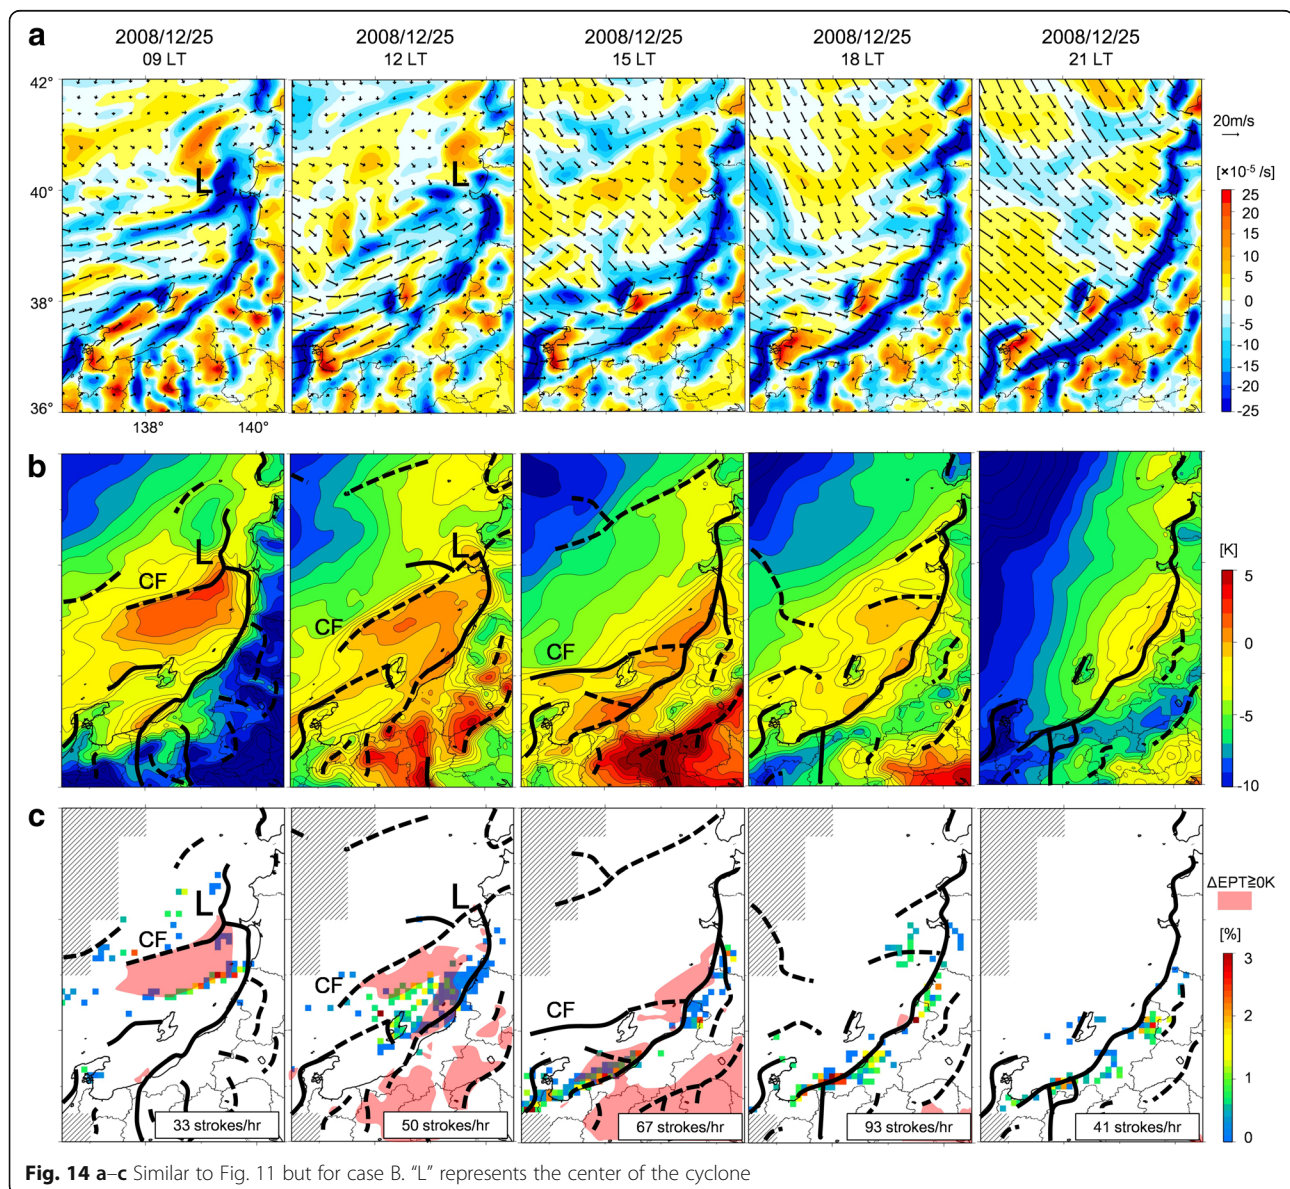 a
2008/12/25
09 LT
2008/12/25
12 LT
2008/12/25
15 LT
2008/12/25
18 LT
2008/12/25
21 LT
42°
40°
38°
36°
138°
140°
L
L
20m/s
[×10⁻⁵ /s]
25
20
15
10
5
0
-5
-10
-15
-20
-25
b
L
CF
L
CF
CF
[K]
5
0
-5
-10
c
L
CF
L
CF
CF
33 strokes/hr
50 strokes/hr
67 strokes/hr
93 strokes/hr
41 strokes/hr
ΔEPT≧0K
[%]
3
2
1
0
Fig. 14 a–c Similar to Fig. 11 but for case B. “L” represents the center of the cyclone